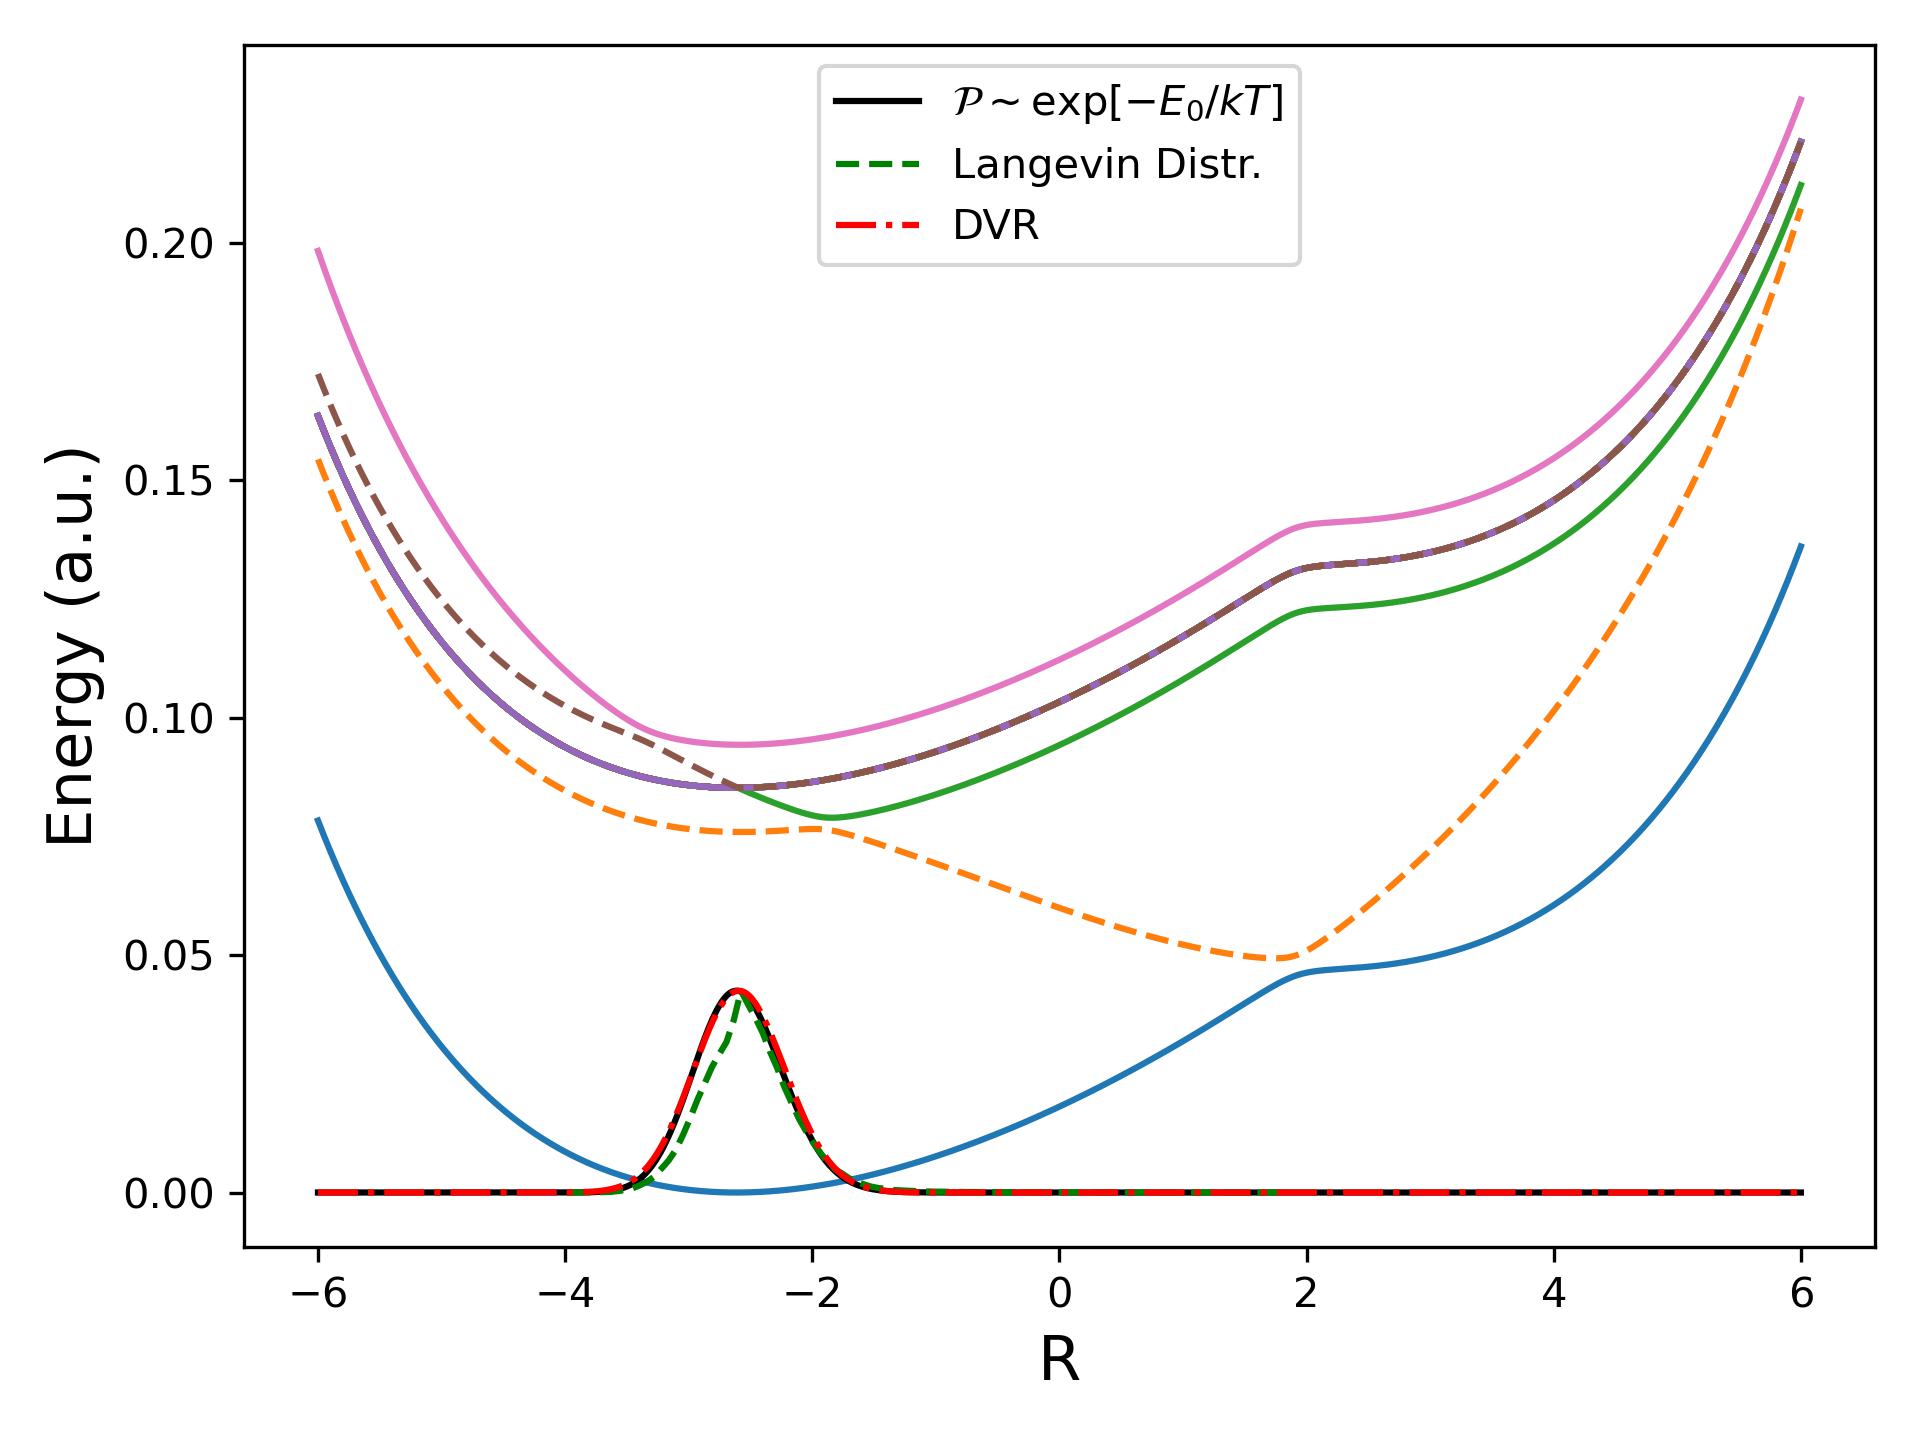 𝒫 ~ exp[−E₀/kT]
Langevin Distr.
DVR
Energy (a.u.)
0.20
0.15
0.10
0.05
0.00
−6 −4 −2 0 2 4 6
R